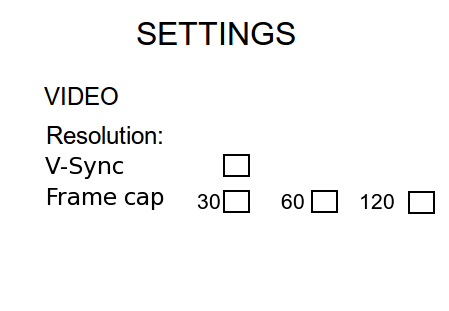 SETTINGS
VIDEO
Resolution:
V-Sync
Frame cap 30 60 120